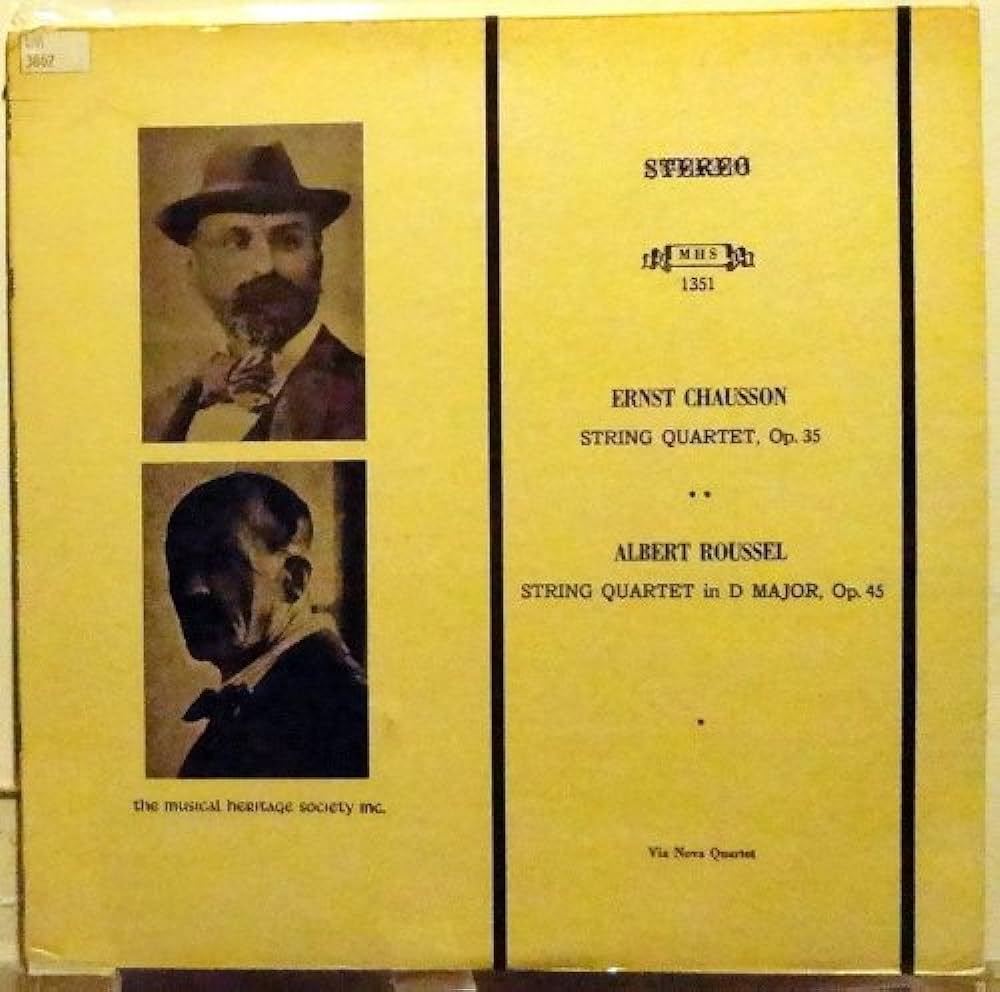 3862
the musical heritage society inc.
STEREO
MHS
1351
ERNST CHAUSSON
STRING QUARTET, Op. 35
ALBERT ROUSSEL
STRING QUARTET in D MAJOR, Op. 45
Via Nova Quartet